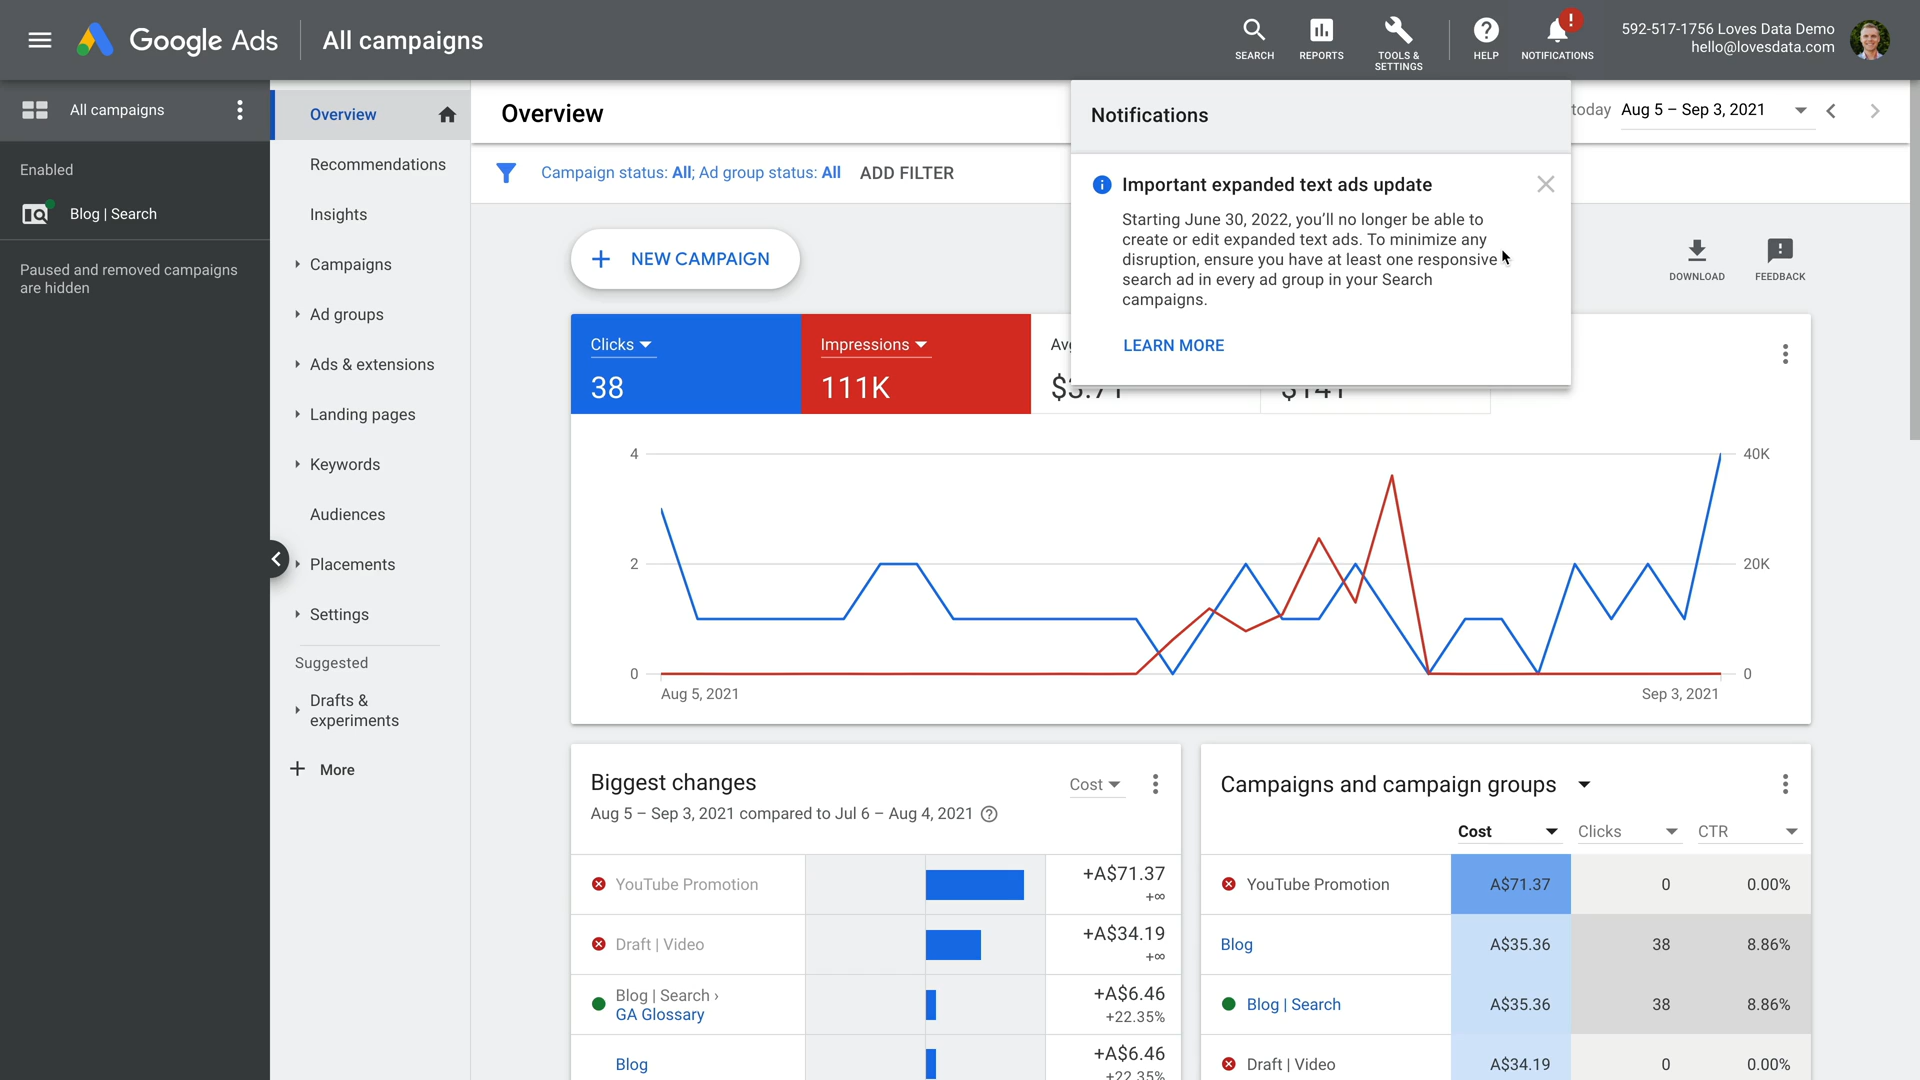 Google Ads
All campaigns
SEARCH
REPORTS
TOOLS &
SETTINGS
HELP
!
NOTIFICATIONS
592-517-1756 Loves Data Demo
hello@lovesdata.com
All campaigns
Enabled
Blog | Search
Paused and removed campaigns
are hidden
Overview
Recommendations
Insights
Campaigns
Ad groups
Ads & extensions
Landing pages
Keywords
Audiences
Placements
Settings
Suggested
Drafts &
experiments
More
Overview
today
Aug 5 – Sep 3, 2021
Campaign status: All; Ad group status: All
ADD FILTER
Notifications
Important expanded text ads update
Starting June 30, 2022, you'll no longer be able to
create or edit expanded text ads. To minimize any
disruption, ensure you have at least one responsive
search ad in every ad group in your Search
campaigns.
LEARN MORE
NEW CAMPAIGN
DOWNLOAD
FEEDBACK
Clicks
38
Impressions
111K
$3.71
$141
4
2
0
40K
20K
0
Aug 5, 2021
Sep 3, 2021
Biggest changes
Cost
Aug 5 – Sep 3, 2021 compared to Jul 6 – Aug 4, 2021
YouTube Promotion
+A$71.37
+∞
Draft | Video
+A$34.19
+∞
Blog | Search ›
GA Glossary
+A$6.46
+22.35%
Blog
+A$6.46
+22.35%
Campaigns and campaign groups
Cost
Clicks
CTR
YouTube Promotion
A$71.37
0
0.00%
Blog
A$35.36
38
8.86%
Blog | Search
A$35.36
38
8.86%
Draft | Video
A$34.19
0
0.00%